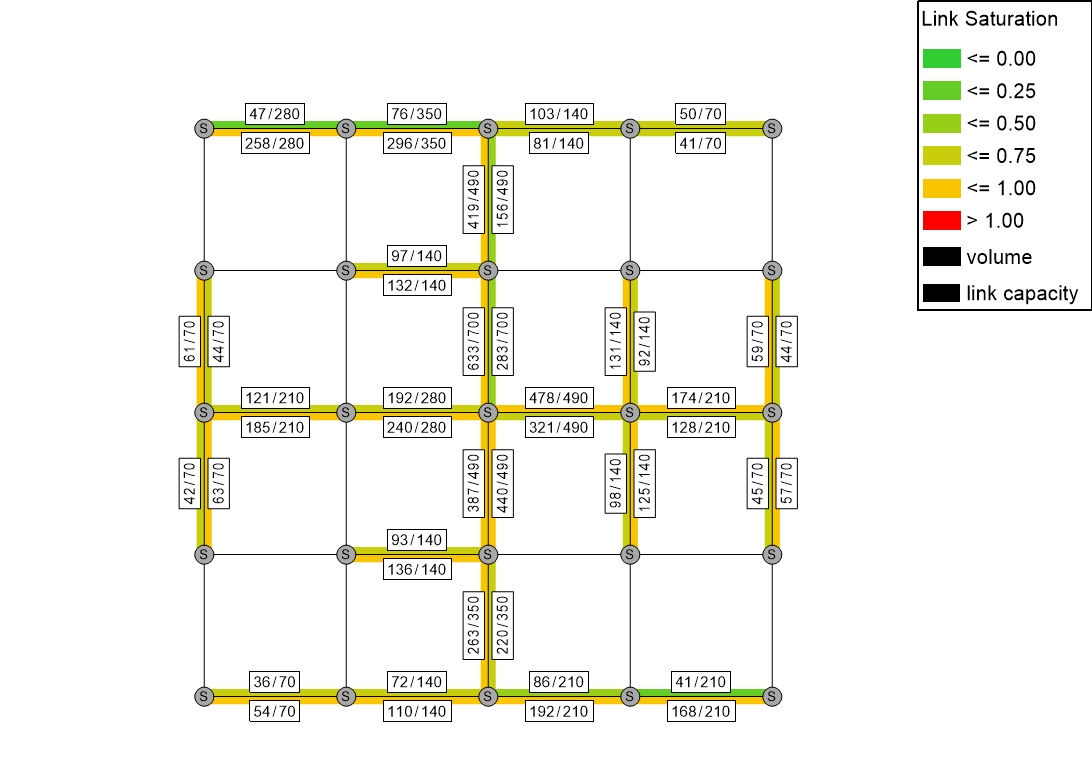 Link Saturation
<= 0.00
<= 0.25
<= 0.50
<= 0.75
<= 1.00
> 1.00
volume
link capacity
47/280 76/350 103/140 50/70
S S S S S
258/280 296/350 81/140 41/70
419/490 156/490
97/140
S S S S S
132/140
61/70 44/70 633/700 283/700 131/140 92/140 59/70 44/70
121/210 192/280 478/490 174/210
S S S S S
185/210 240/280 321/490 128/210
42/70 63/70 387/490 440/490 98/140 125/140 45/70 57/70
93/140
S S S S S
136/140
263/350 220/350
36/70 72/140 86/210 41/210
S S S S S
54/70 110/140 192/210 168/210